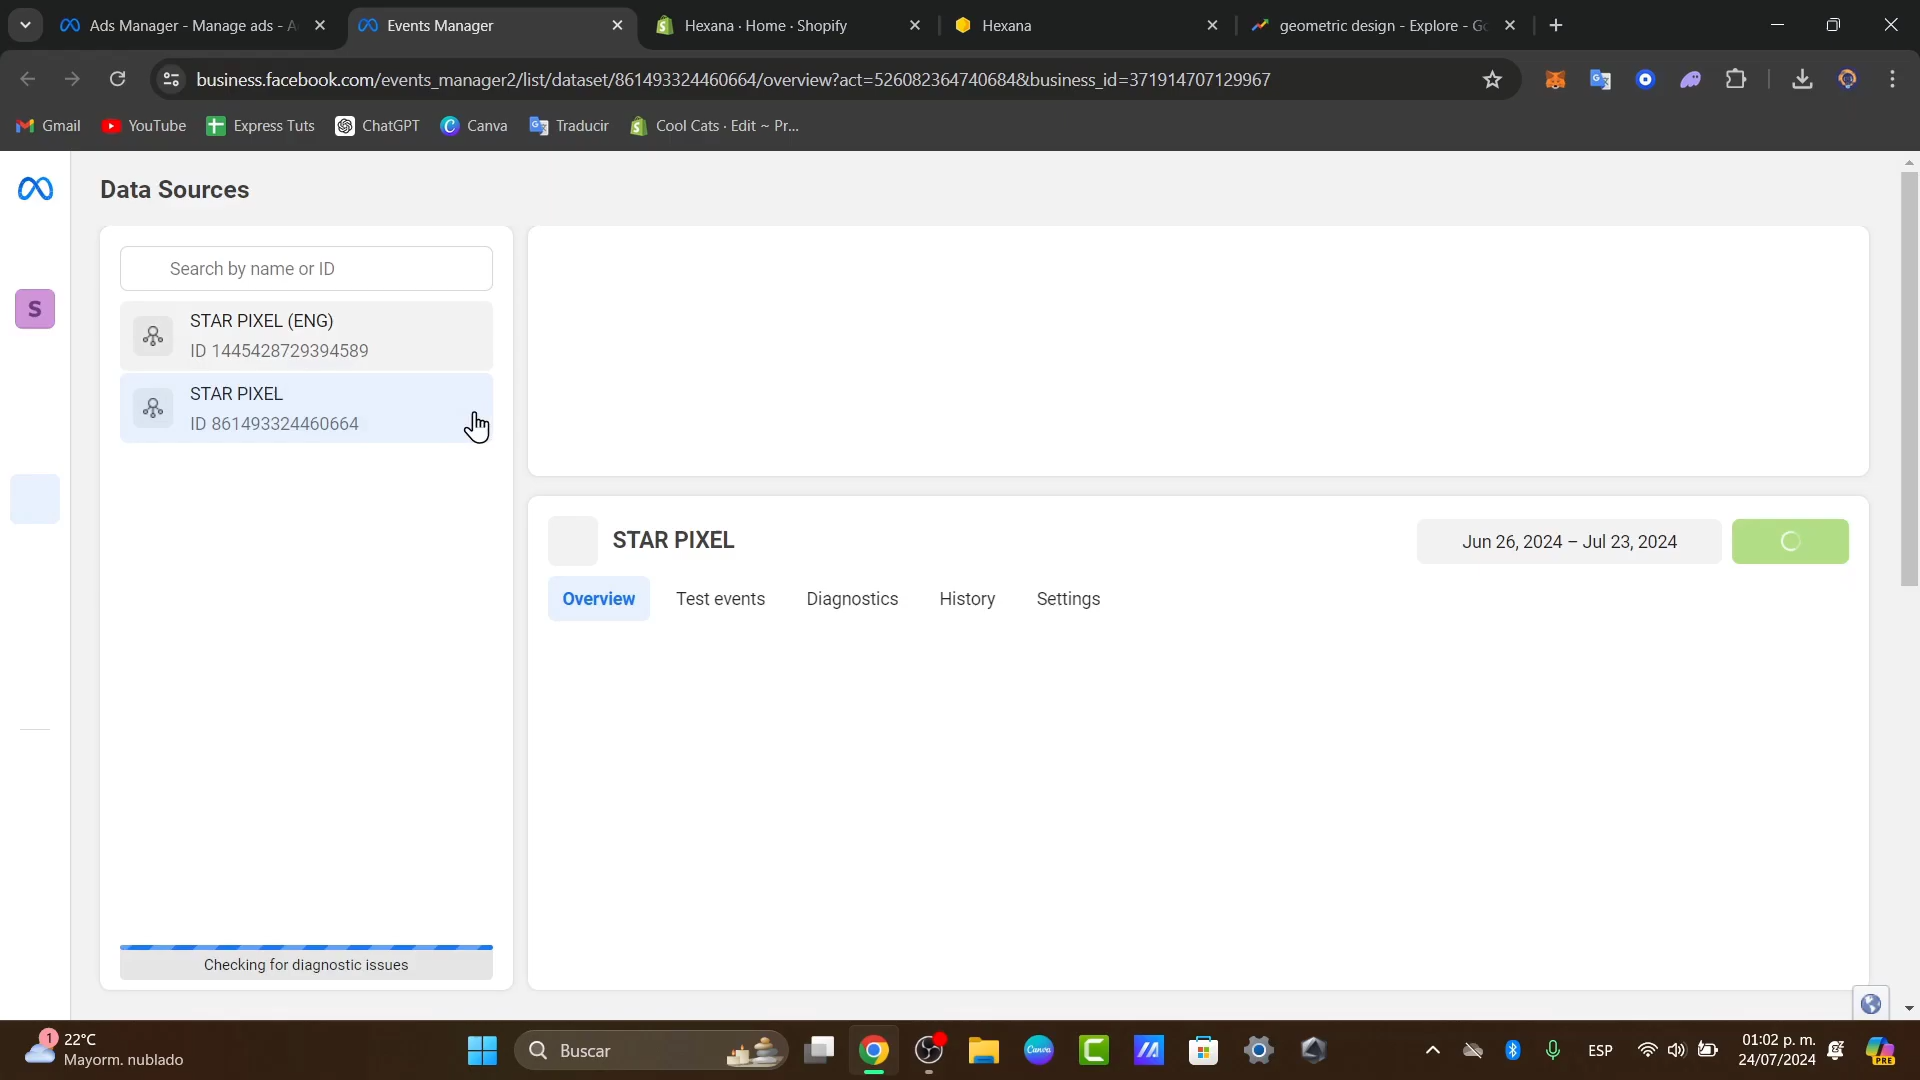 Ads Manager - Manage ads - A
Events Manager
Hexana · Home · Shopify
Hexana
geometric design - Explore - Go
business.facebook.com/events_manager2/list/dataset/861493324460664/overview?act=526082364740684&business_id=371914707129967
Gmail
YouTube
Express Tuts
ChatGPT
Canva
Traducir
Cool Cats · Edit ~ Pr...
Data Sources
Search by name or ID
S
STAR PIXEL (ENG)
ID 1445428729394589
STAR PIXEL
ID 861493324460664
STAR PIXEL
Jun 26, 2024 – Jul 23, 2024
Overview
Test events
Diagnostics
History
Settings
Checking for diagnostic issues
1
22°C
Mayorm. nublado
Buscar
Canva
ESP
01:02 p. m.
24/07/2024
PRE